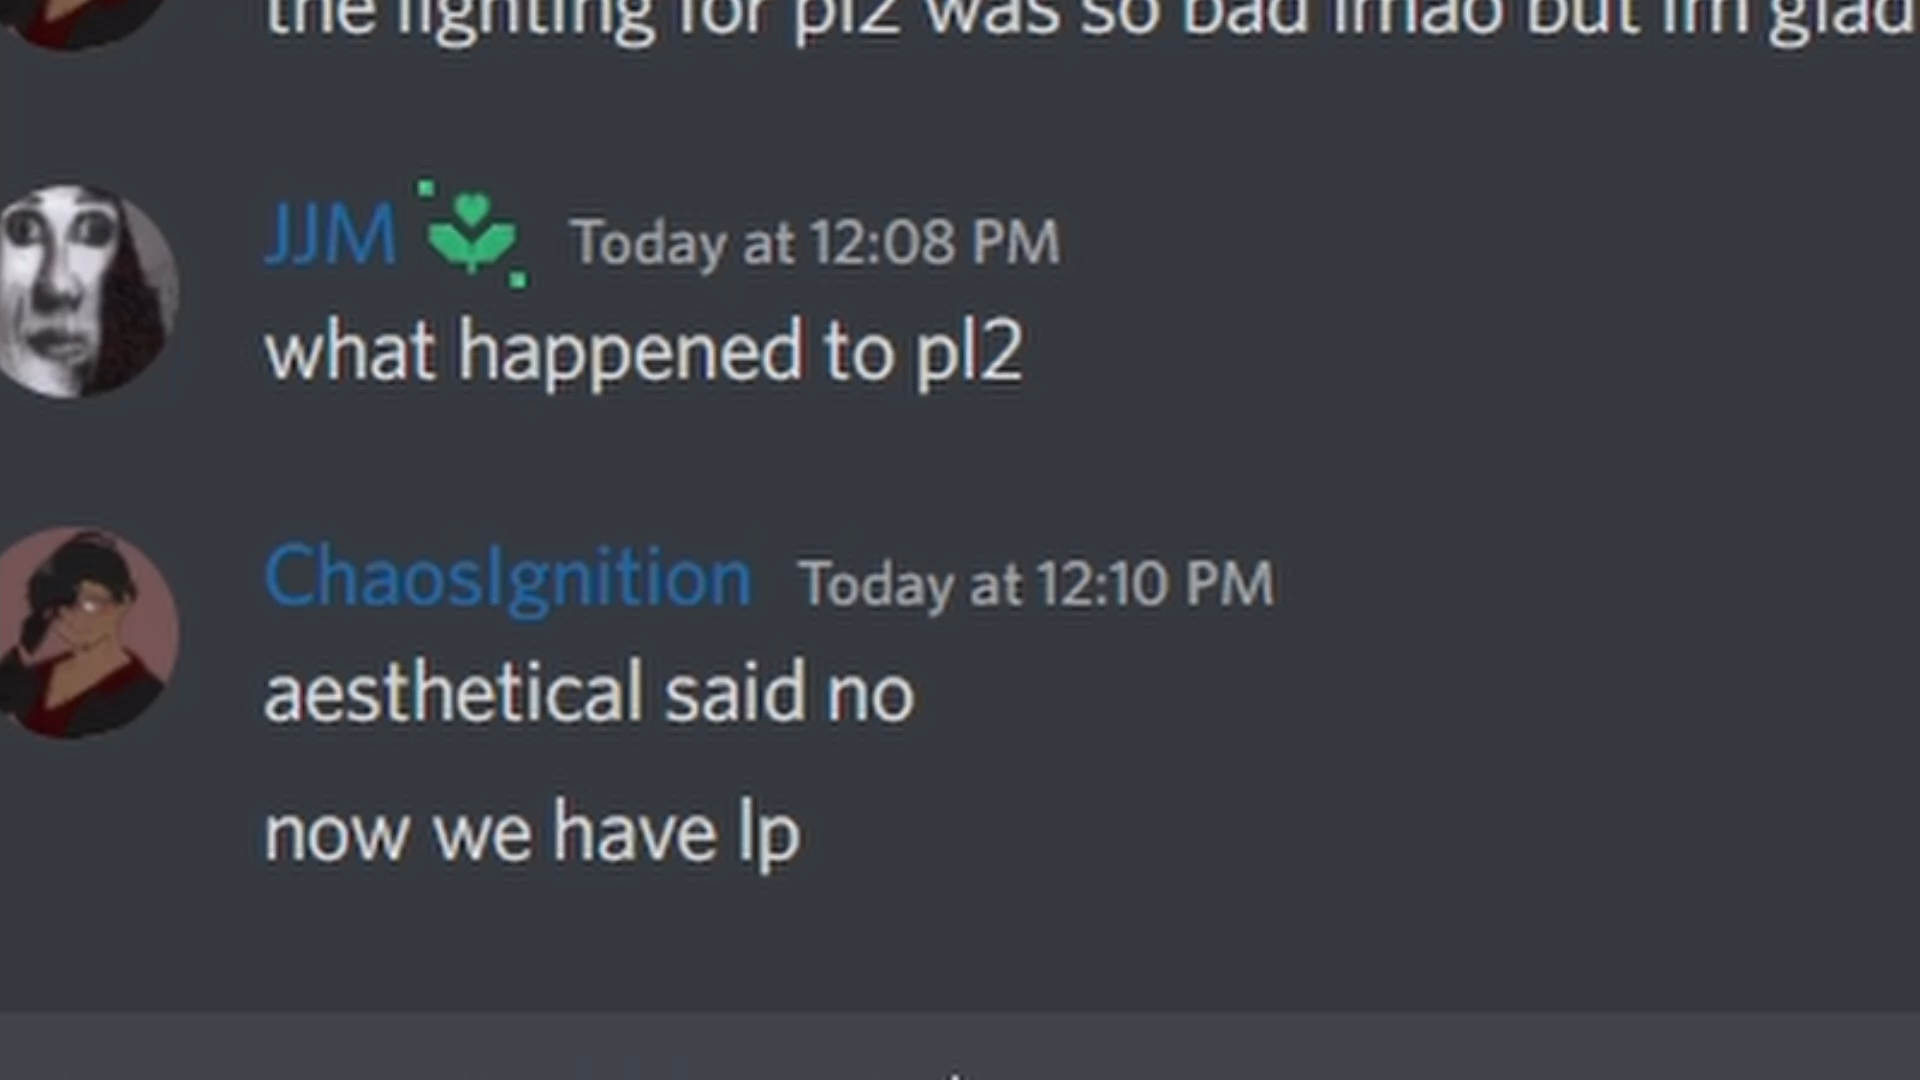 the lighting for pl2 was so bad lmao but im glad
JJM Today at 12:08 PM
what happened to pl2
ChaosIgnition Today at 12:10 PM
aesthetical said no
now we have lp